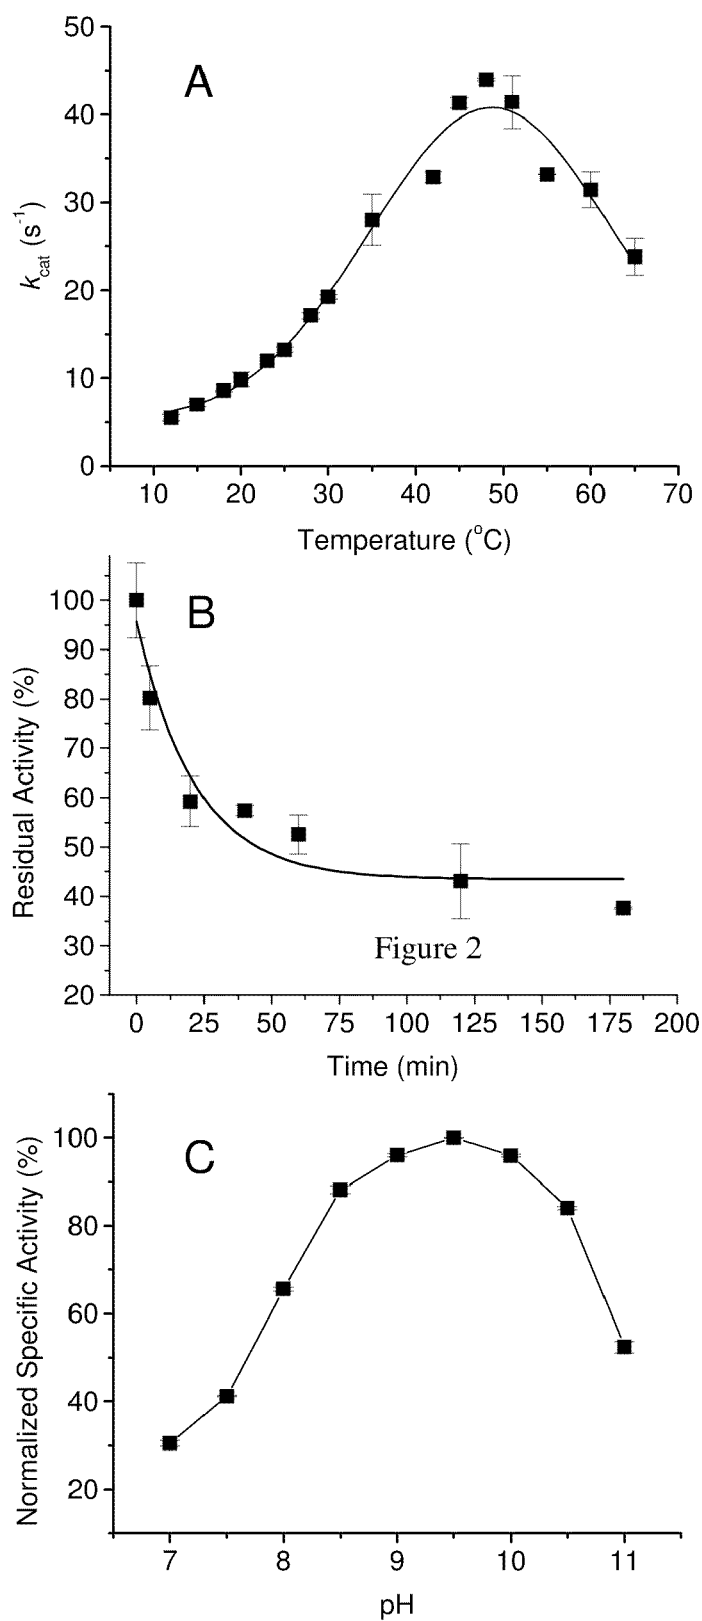 A
k_cat (s^-1)
50
40
30
20
10
0
10 20 30 40 50 60 70
Temperature (°C)
B
Residual Activity (%)
100
90
80
70
60
50
40
30
20
Figure 2
0 25 50 75 100 125 150 175 200
Time (min)
C
Normalized Specific Activity (%)
100
80
60
40
20
7 8 9 10 11
pH